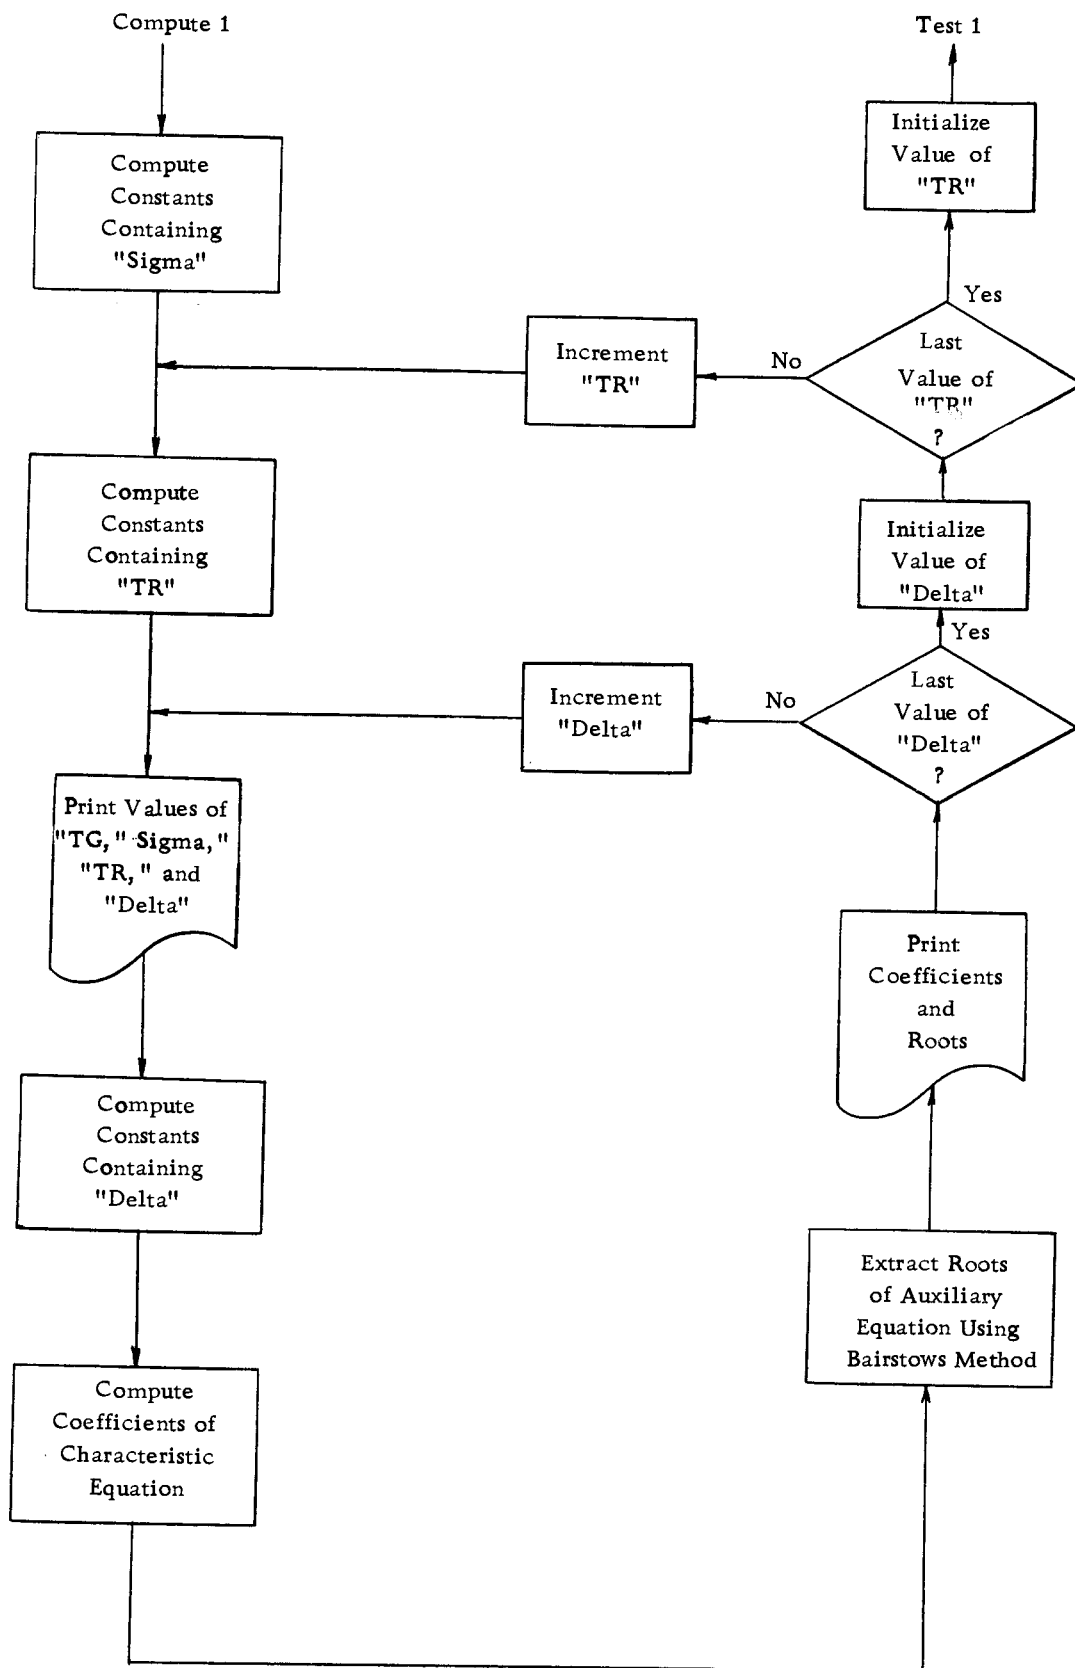 Compute 1
Compute
Constants
Containing
"Sigma"
Compute
Constants
Containing
"TR"
Print Values of
"TG," Sigma,"
"TR," and
"Delta"
Compute
Constants
Containing
"Delta"
Compute
Coefficients of
Characteristic
Equation
Increment
"TR"
No
Increment
"Delta"
No
Test 1
Initialize
Value of
"TR"
Yes
Last
Value of
"TR"
?
Initialize
Value of
"Delta"
Yes
Last
Value of
"Delta"
?
Print
Coefficients
and
Roots
Extract Roots
of Auxiliary
Equation Using
Bairstows Method